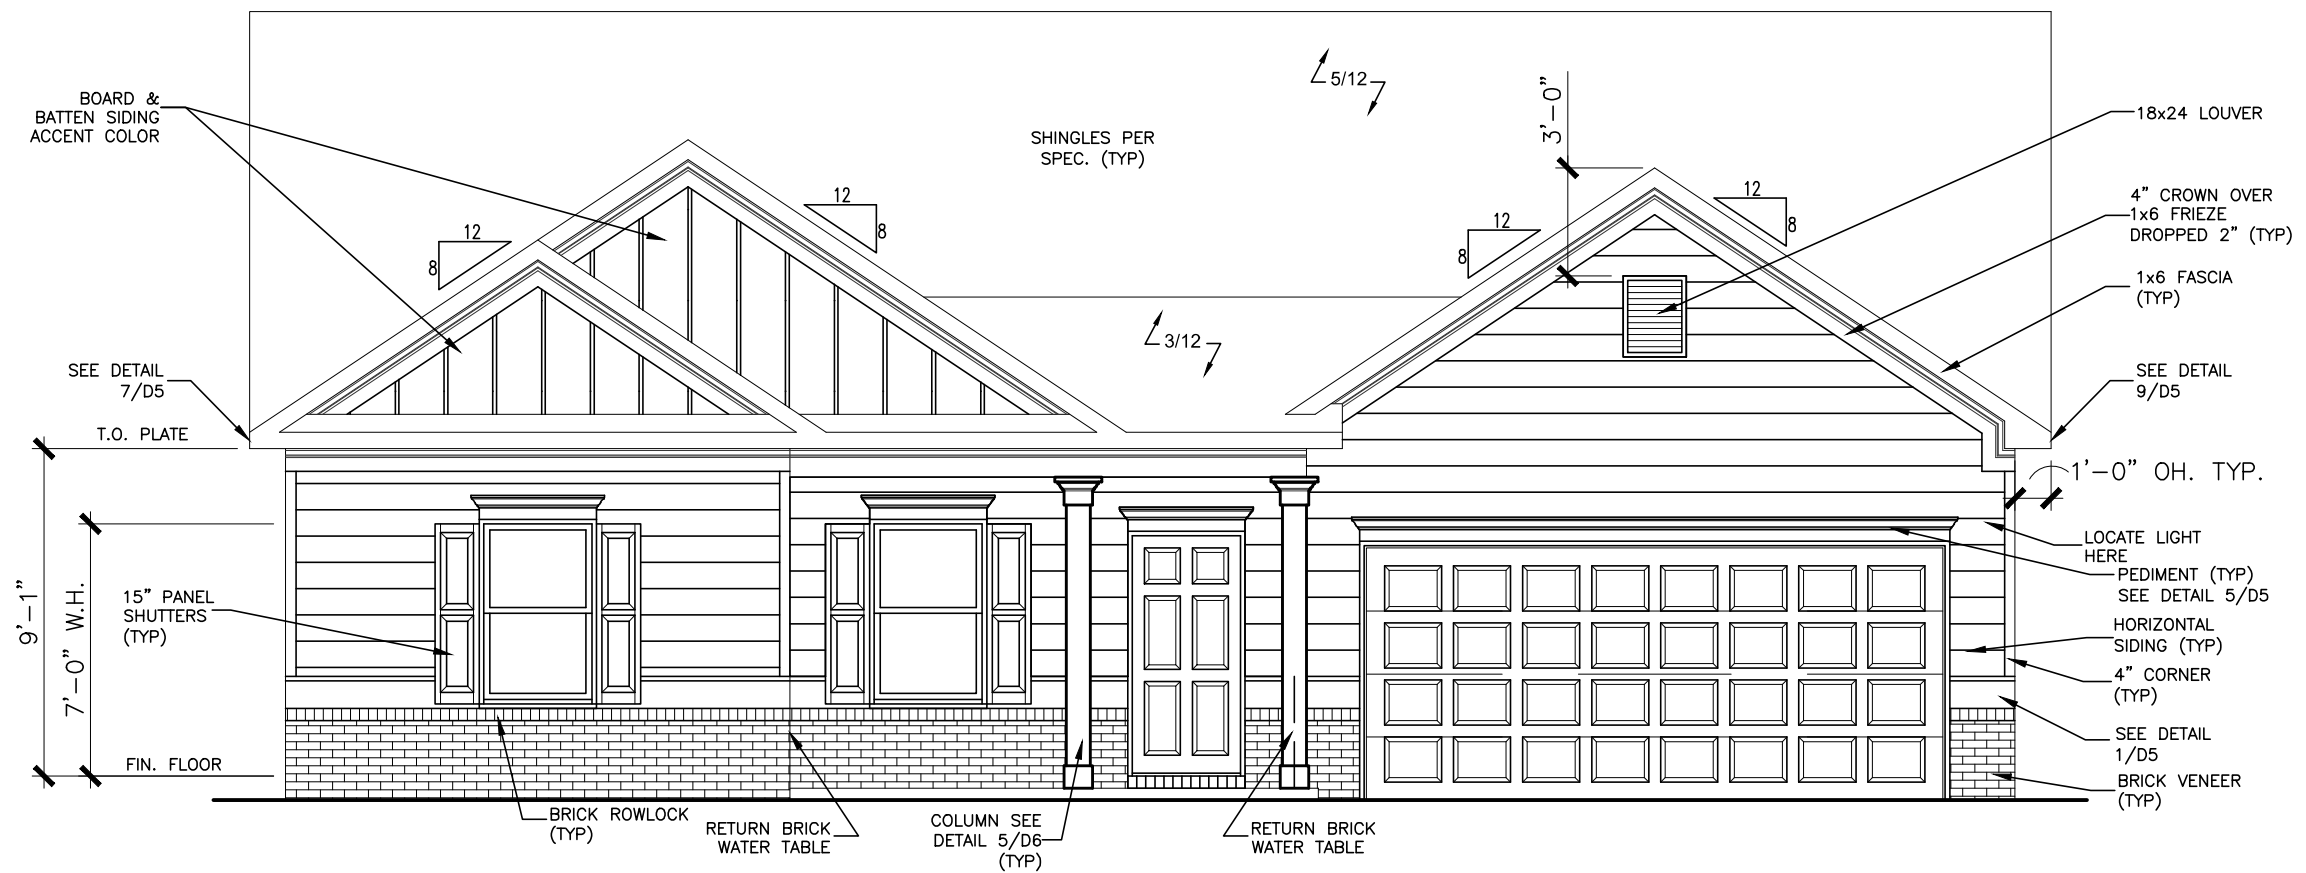 BOARD &
BATTEN SIDING
ACCENT COLOR
SEE DETAIL
7/D5
T.O. PLATE
9'-1"
7'-0" W.H.
15" PANEL
SHUTTERS
(TYP)
FIN. FLOOR
12
8
12
8
SHINGLES PER
SPEC. (TYP)
5/12
3/12
3'-0"
12
8
12
8
18x24 LOUVER
4" CROWN OVER
1x6 FRIEZE
DROPPED 2" (TYP)
1x6 FASCIA
(TYP)
SEE DETAIL
9/D5
1'-0" OH. TYP.
LOCATE LIGHT
HERE
PEDIMENT (TYP)
SEE DETAIL 5/D5
HORIZONTAL
SIDING (TYP)
4" CORNER
(TYP)
SEE DETAIL
1/D5
BRICK VENEER
(TYP)
BRICK ROWLOCK
(TYP)
RETURN BRICK
WATER TABLE
COLUMN SEE
DETAIL 5/D6
(TYP)
RETURN BRICK
WATER TABLE